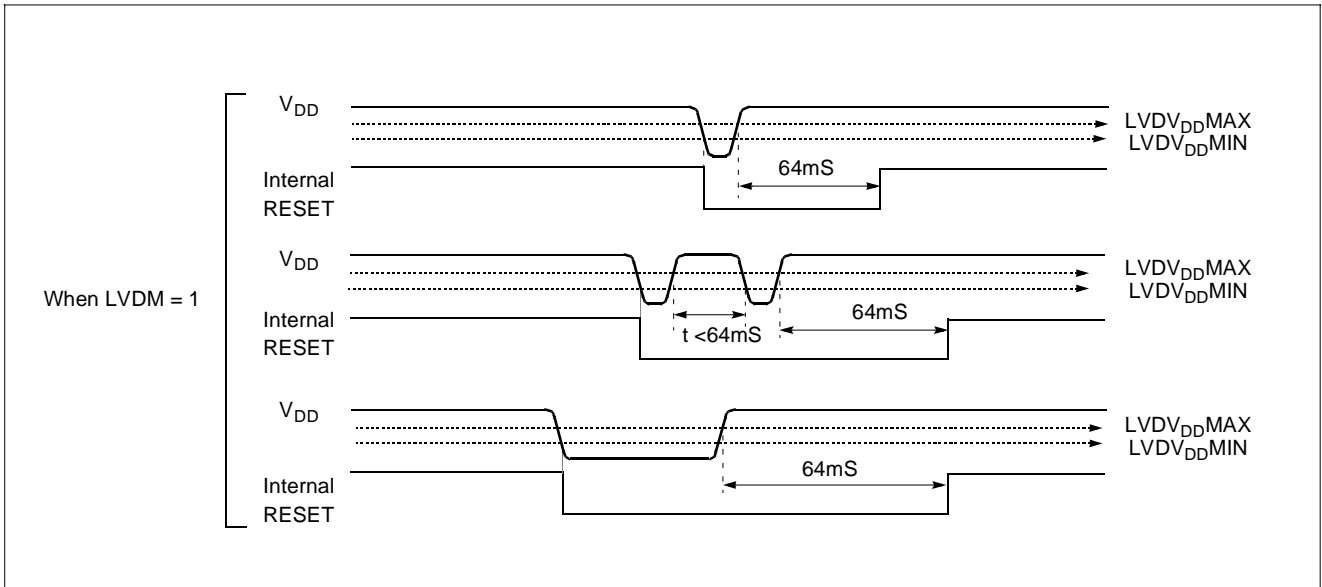 When LVDM = 1
VDD
LVDVDDMAX
LVDVDDMIN
Internal
RESET
64mS
VDD
LVDVDDMAX
LVDVDDMIN
Internal
RESET
t <64mS
64mS
VDD
LVDVDDMAX
LVDVDDMIN
Internal
RESET
64mS